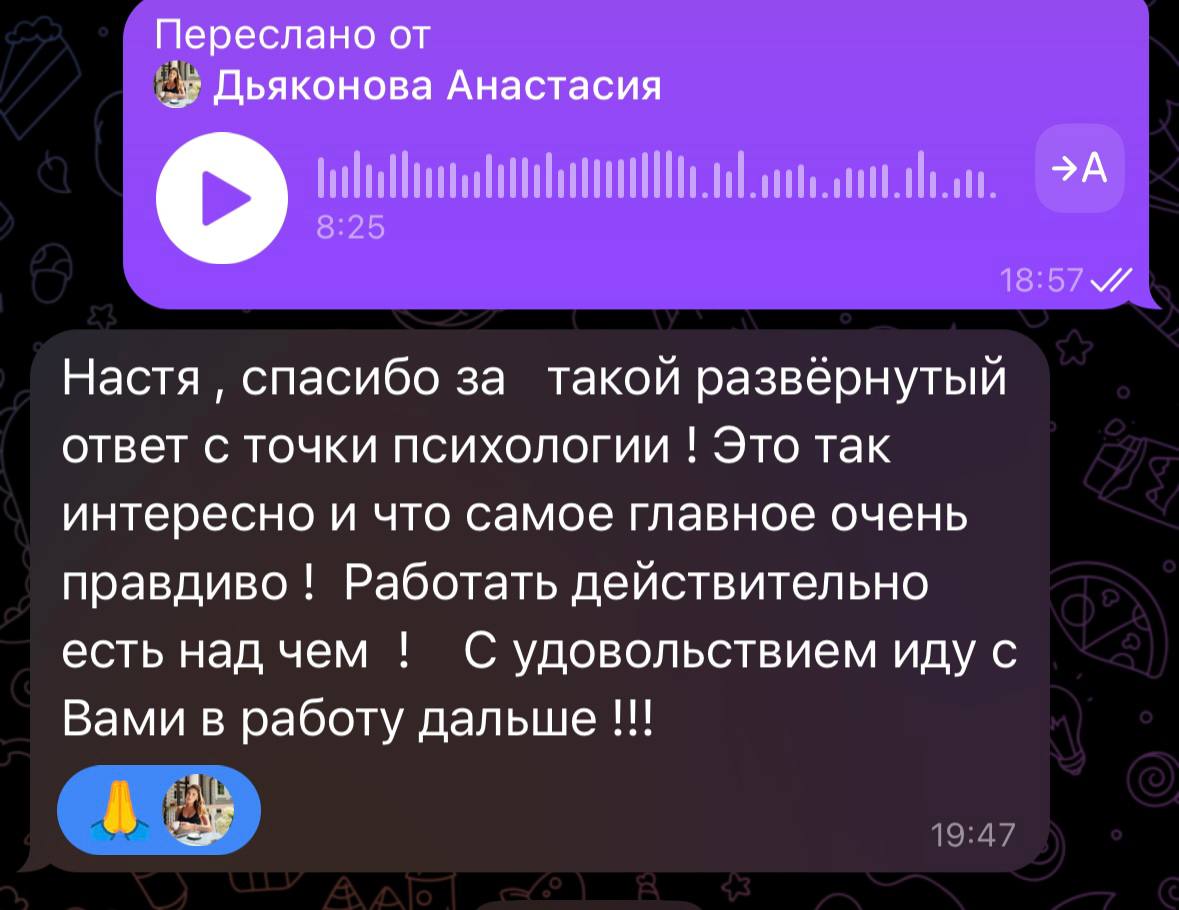 Переслано от
Дьяконова Анастасия
→A
8:25
18:57
Настя , спасибо за   такой развёрнутый
ответ с точки психологии ! Это так
интересно и что самое главное очень
правдиво !  Работать действительно
есть над чем  !    С удовольствием иду с
Вами в работу дальше !!!
🙏
19:47